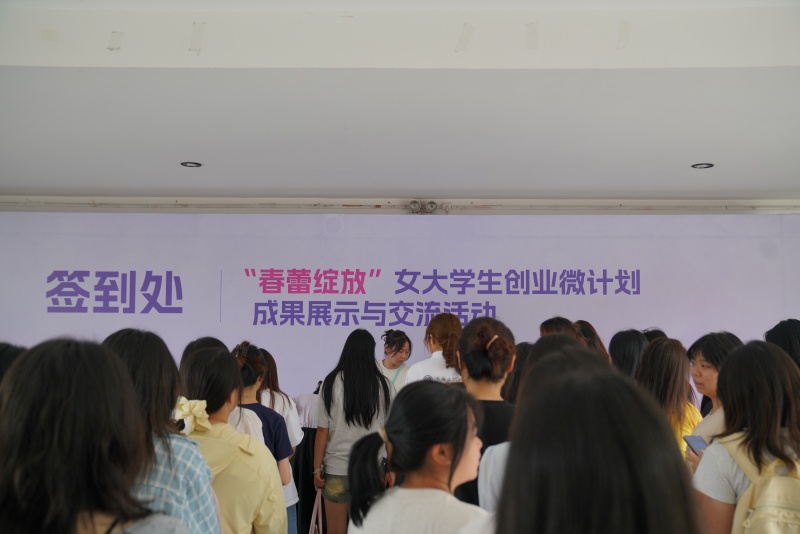 签到处
“春蕾绽放”女大学生创业微计划
成果展示与交流活动